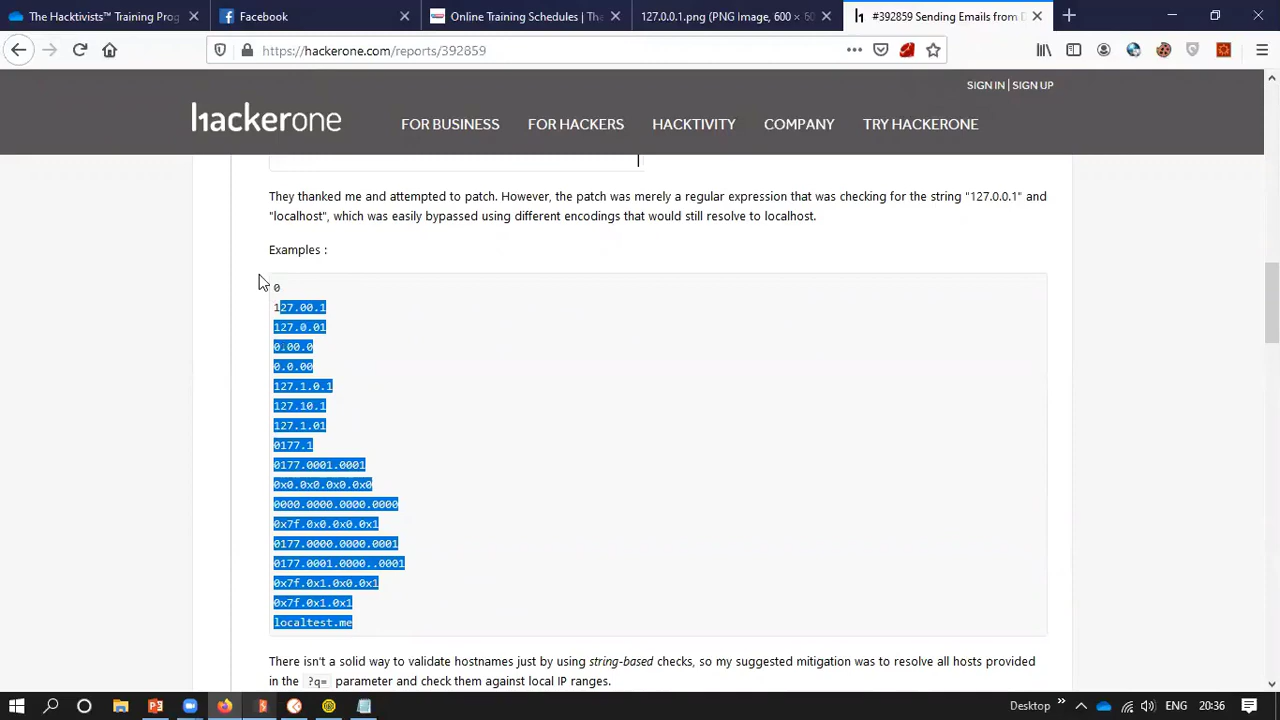 The Hacktivists™ Training Prog
Facebook
Online Training Schedules | The
127.0.0.1.png (PNG Image, 600 × 60
#392859 Sending Emails from D
https://hackerone.com/reports/392859
SIGN IN | SIGN UP
hackerone
FOR BUSINESS
FOR HACKERS
HACKTIVITY
COMPANY
TRY HACKERONE
They thanked me and attempted to patch. However, the patch was merely a regular expression that was checking for the string "127.0.0.1" and
"localhost", which was easily bypassed using different encodings that would still resolve to localhost.
Examples :
0
127.00.1
127.0.01
0.00.0
0.0.00
127.1.0.1
127.10.1
127.1.01
0177.1
0177.0001.0001
0x0.0x0.0x0.0x0
0000.0000.0000.0000
0x7f.0x0.0x0.0x1
0177.0000.0000.0001
0177.0001.0000..0001
0x7f.0x1.0x0.0x1
0x7f.0x1.0x1
localtest.me
There isn't a solid way to validate hostnames just by using string-based checks, so my suggested mitigation was to resolve all hosts provided
in the ?q= parameter and check them against local IP ranges.
Desktop
ENG
20:36